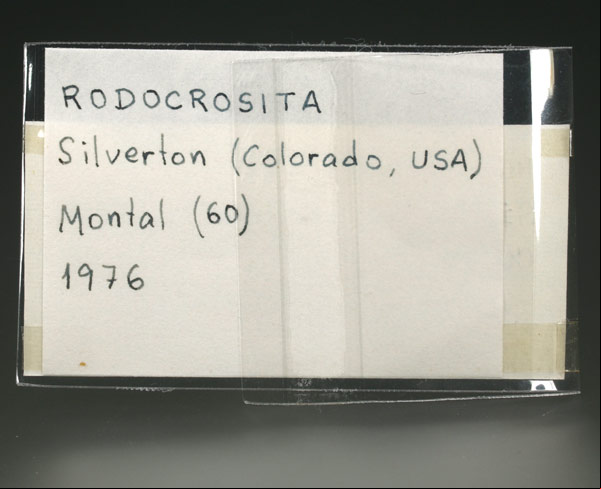 RODOCROSITA
Silverton (Colorado, USA)
Montal (60)
1976